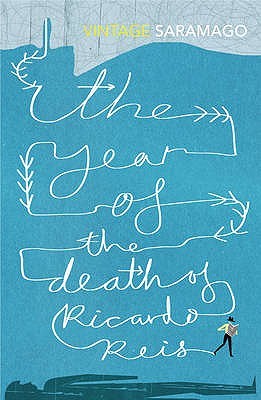 VINTAGE SARAMAGO
the
year
of
the
death of
Ricardo
Reis